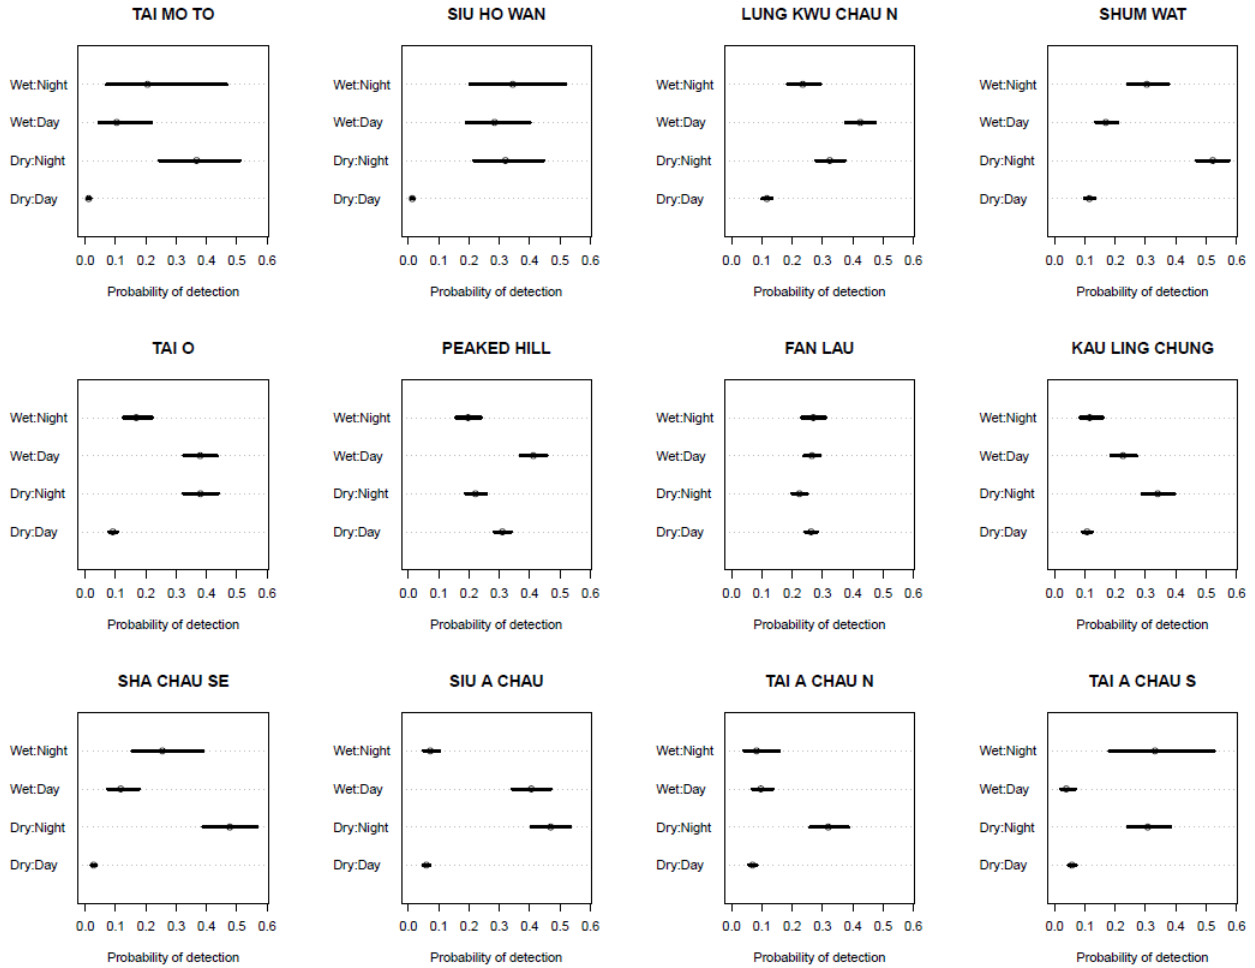 TAI MO TO
Wet:Night
Wet:Day
Dry:Night
Dry:Day
0.0 0.1 0.2 0.3 0.4 0.5 0.6
Probability of detection
SIU HO WAN
Wet:Night
Wet:Day
Dry:Night
Dry:Day
0.0 0.1 0.2 0.3 0.4 0.5 0.6
Probability of detection
LUNG KWU CHAU N
Wet:Night
Wet:Day
Dry:Night
Dry:Day
0.0 0.1 0.2 0.3 0.4 0.5 0.6
Probability of detection
SHUM WAT
Wet:Night
Wet:Day
Dry:Night
Dry:Day
0.0 0.1 0.2 0.3 0.4 0.5 0.6
Probability of detection
TAI O
Wet:Night
Wet:Day
Dry:Night
Dry:Day
0.0 0.1 0.2 0.3 0.4 0.5 0.6
Probability of detection
PEAKED HILL
Wet:Night
Wet:Day
Dry:Night
Dry:Day
0.0 0.1 0.2 0.3 0.4 0.5 0.6
Probability of detection
FAN LAU
Wet:Night
Wet:Day
Dry:Night
Dry:Day
0.0 0.1 0.2 0.3 0.4 0.5 0.6
Probability of detection
KAU LING CHUNG
Wet:Night
Wet:Day
Dry:Night
Dry:Day
0.0 0.1 0.2 0.3 0.4 0.5 0.6
Probability of detection
SHA CHAU SE
Wet:Night
Wet:Day
Dry:Night
Dry:Day
0.0 0.1 0.2 0.3 0.4 0.5 0.6
Probability of detection
SIU A CHAU
Wet:Night
Wet:Day
Dry:Night
Dry:Day
0.0 0.1 0.2 0.3 0.4 0.5 0.6
Probability of detection
TAI A CHAU N
Wet:Night
Wet:Day
Dry:Night
Dry:Day
0.0 0.1 0.2 0.3 0.4 0.5 0.6
Probability of detection
TAI A CHAU S
Wet:Night
Wet:Day
Dry:Night
Dry:Day
0.0 0.1 0.2 0.3 0.4 0.5 0.6
Probability of detection